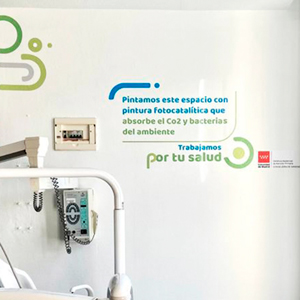 Pintamos este espacio con
pintura fotocatalítica que
absorbe el Co2 y bacterias
del ambiente
Trabajamos
por tu salud